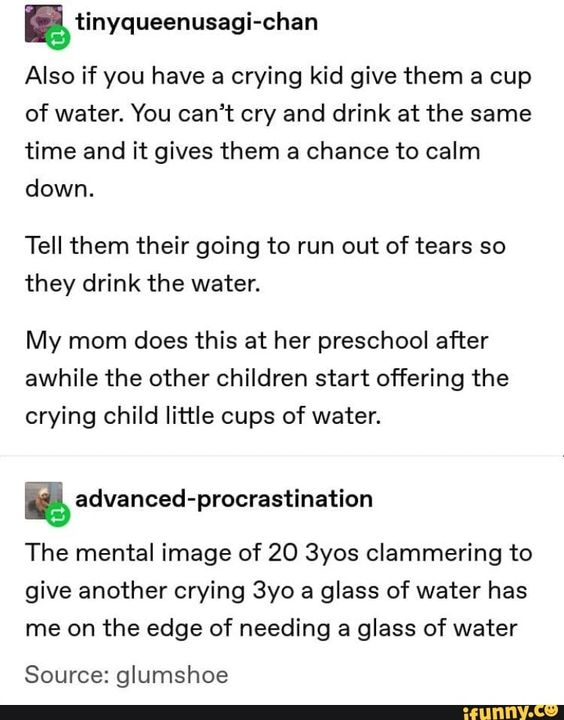 tinyqueenusagi-chan
Also if you have a crying kid give them a cup
of water. You can’t cry and drink at the same
time and it gives them a chance to calm
down.
Tell them their going to run out of tears so
they drink the water.
My mom does this at her preschool after
awhile the other children start offering the
crying child little cups of water.
advanced-procrastination
The mental image of 20 3yos clammering to
give another crying 3yo a glass of water has
me on the edge of needing a glass of water
Source: glumshoe
ifunny.co